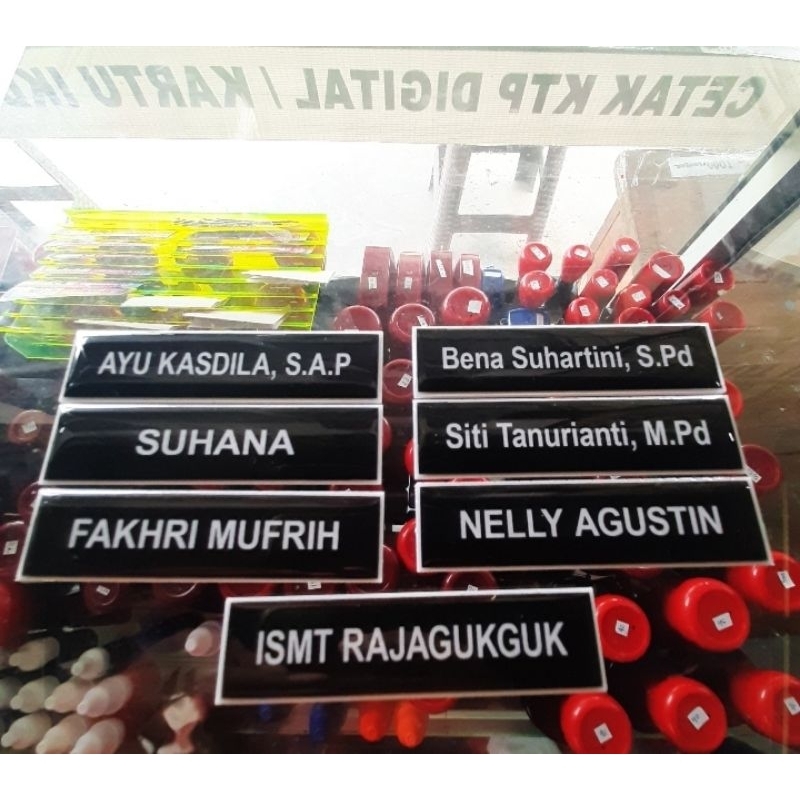 CETAK KTP DIGITAL / KARTU
AYU KASDILA, S.A.P
Bena Suhartini, S.Pd
SUHANA
Siti Tanurianti, M.Pd
FAKHRI MUFRIH
NELLY AGUSTIN
ISMT RAJAGUKGUK